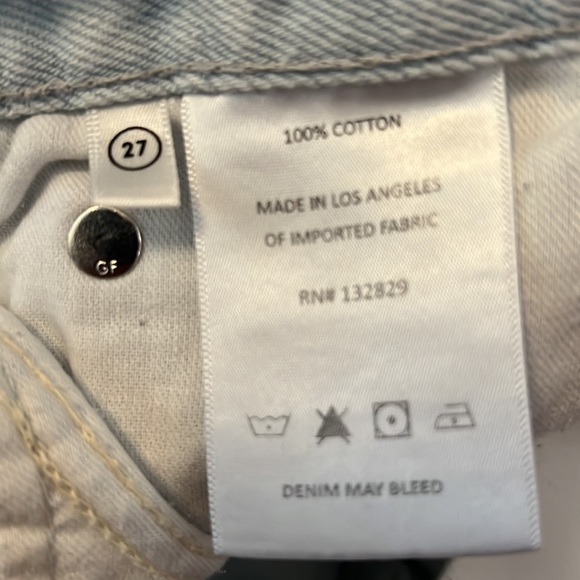 27
GF
100% COTTON
MADE IN LOS ANGELES
OF IMPORTED FABRIC
RN# 132829
DENIM MAY BLEED